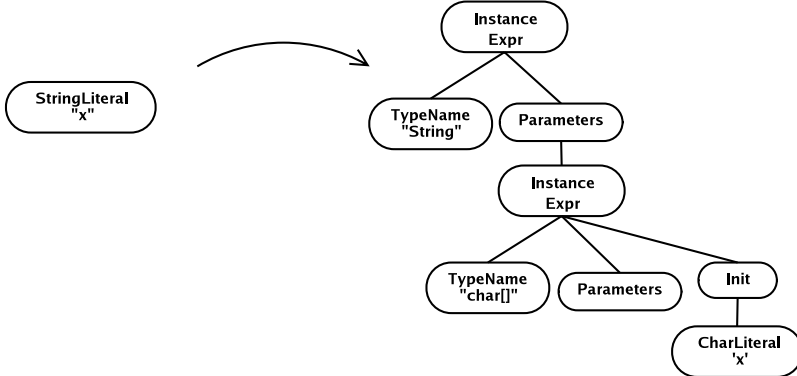 Instance
Expr
StringLiteral
"x"
TypeName
"String"
Parameters
Instance
Expr
TypeName
"char[]"
Parameters
Init
CharLiteral
'x'